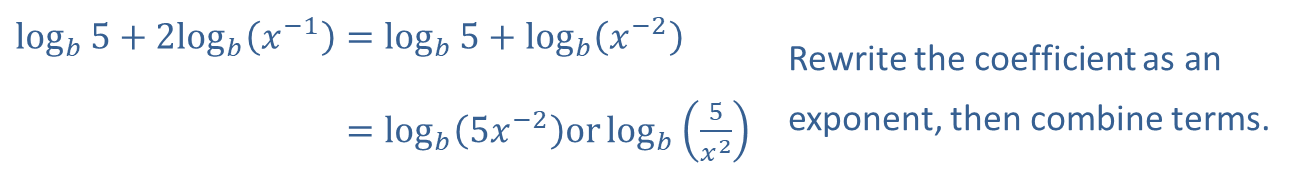 log_b 5 + 2log_b(x^{−1}) = log_b 5 + log_b(x^{−2})
= log_b(5x^{−2})or log_b(5/x^2)
Rewrite the coefficient as an
exponent, then combine terms.